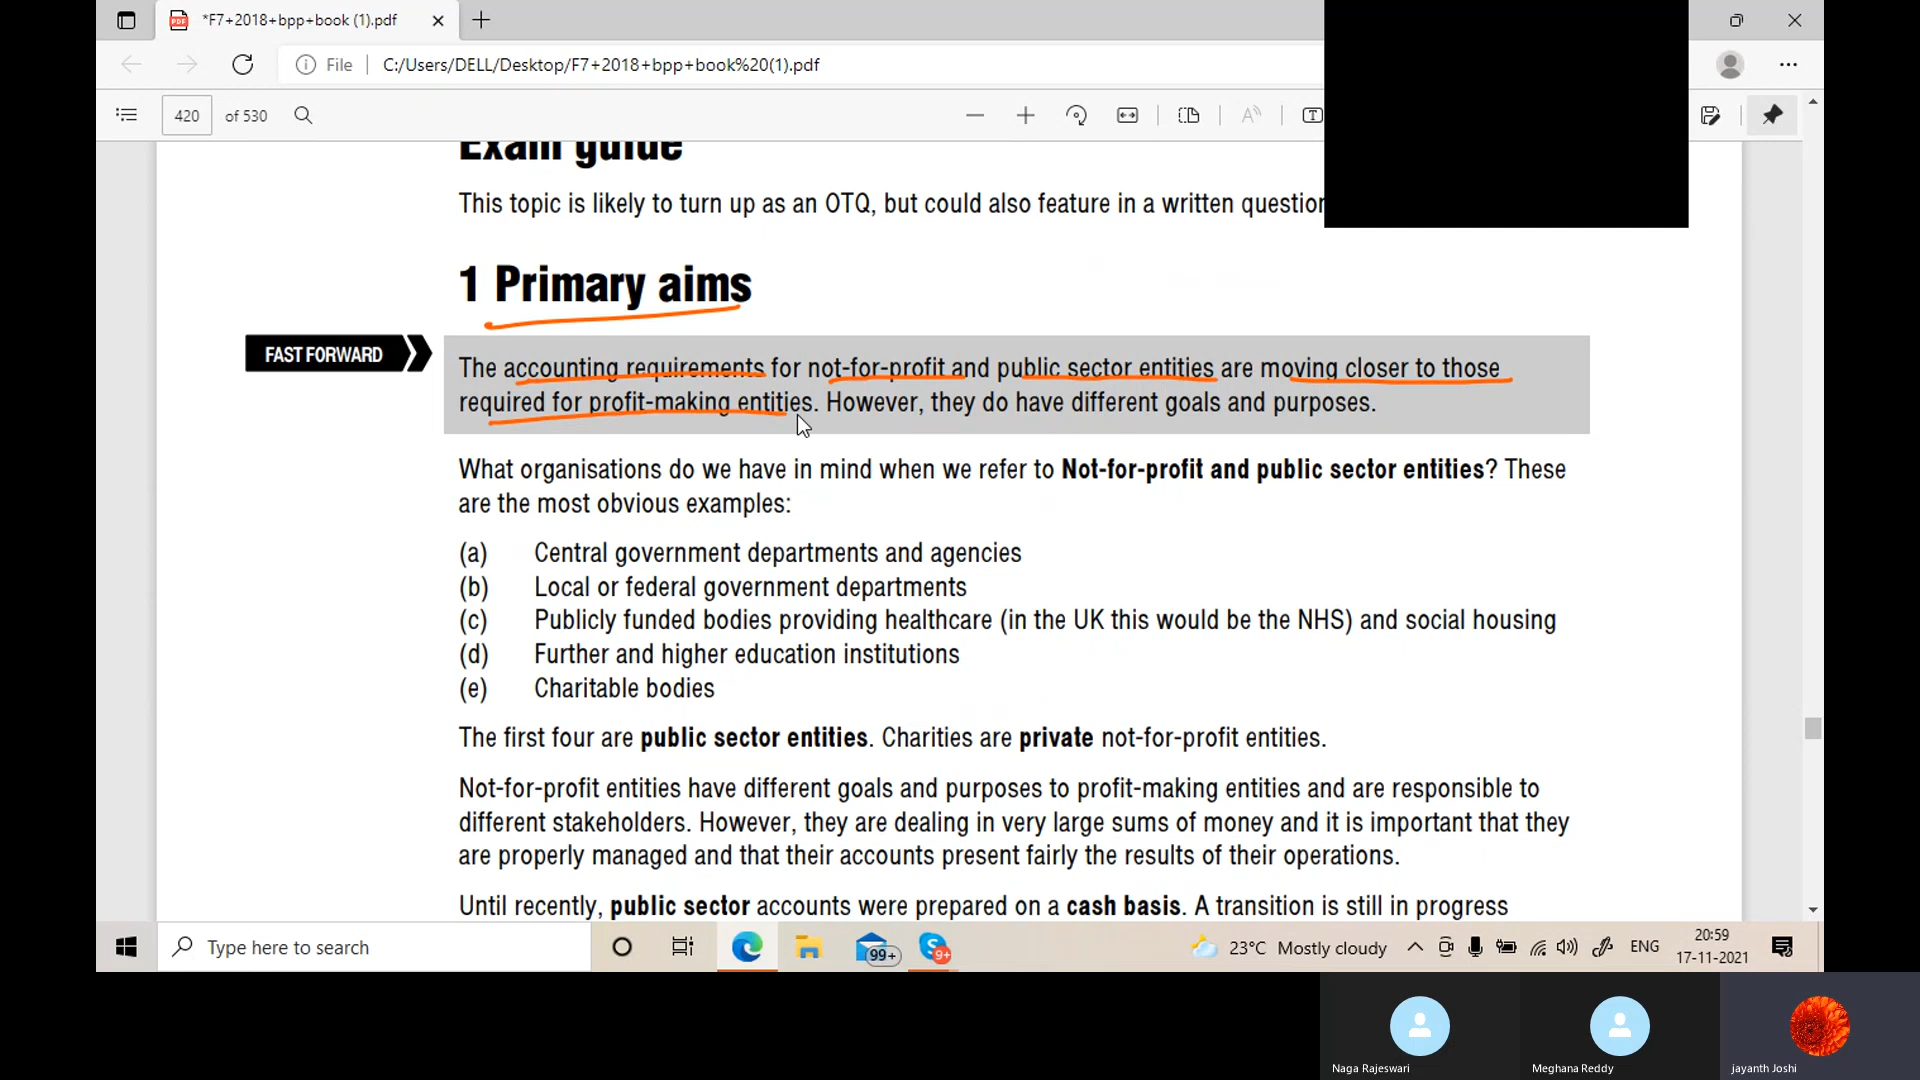 *F7+2018+bpp+book (1).pdf
File
C:/Users/DELL/Desktop/F7+2018+bpp+book%20(1).pdf
420 of 530
Exam guide
This topic is likely to turn up as an OTQ, but could also feature in a written question
1 Primary aims
FAST FORWARD
The accounting requirements for not-for-profit and public sector entities are moving closer to those
required for profit-making entities. However, they do have different goals and purposes.
What organisations do we have in mind when we refer to Not-for-profit and public sector entities? These
are the most obvious examples:
(a) Central government departments and agencies
(b) Local or federal government departments
(c) Publicly funded bodies providing healthcare (in the UK this would be the NHS) and social housing
(d) Further and higher education institutions
(e) Charitable bodies
The first four are public sector entities. Charities are private not-for-profit entities.
Not-for-profit entities have different goals and purposes to profit-making entities and are responsible to
different stakeholders. However, they are dealing in very large sums of money and it is important that they
are properly managed and that their accounts present fairly the results of their operations.
Until recently, public sector accounts were prepared on a cash basis. A transition is still in progress
Type here to search
99+
9+
23°C Mostly cloudy
ENG
20:59
17-11-2021
Naga Rajeswari
Meghana Reddy
jayanth Joshi